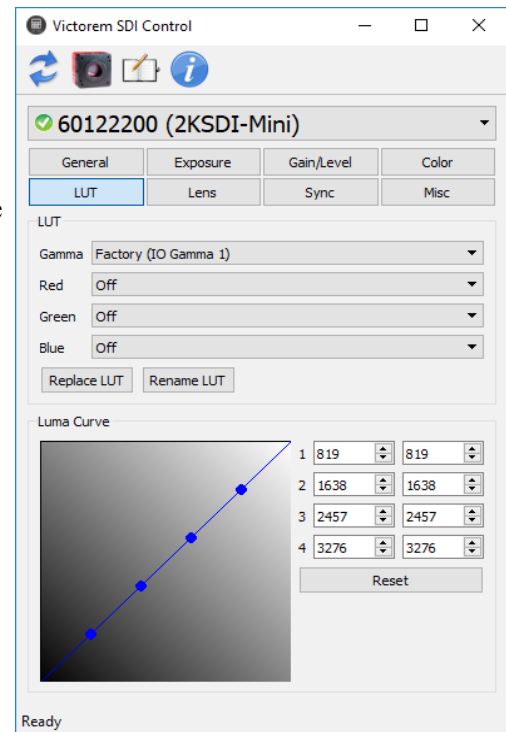 Victorem SDI Control
60122200 (2KSDI-Mini)
General Exposure Gain/Level Color
LUT Lens Sync Misc
e
LUT
Gamma Factory (IO Gamma 1)
Red Off
Green Off
Blue Off
Replace LUT Rename LUT
Luma Curve
1 819 819
2 1638 1638
3 2457 2457
4 3276 3276
Reset
Ready